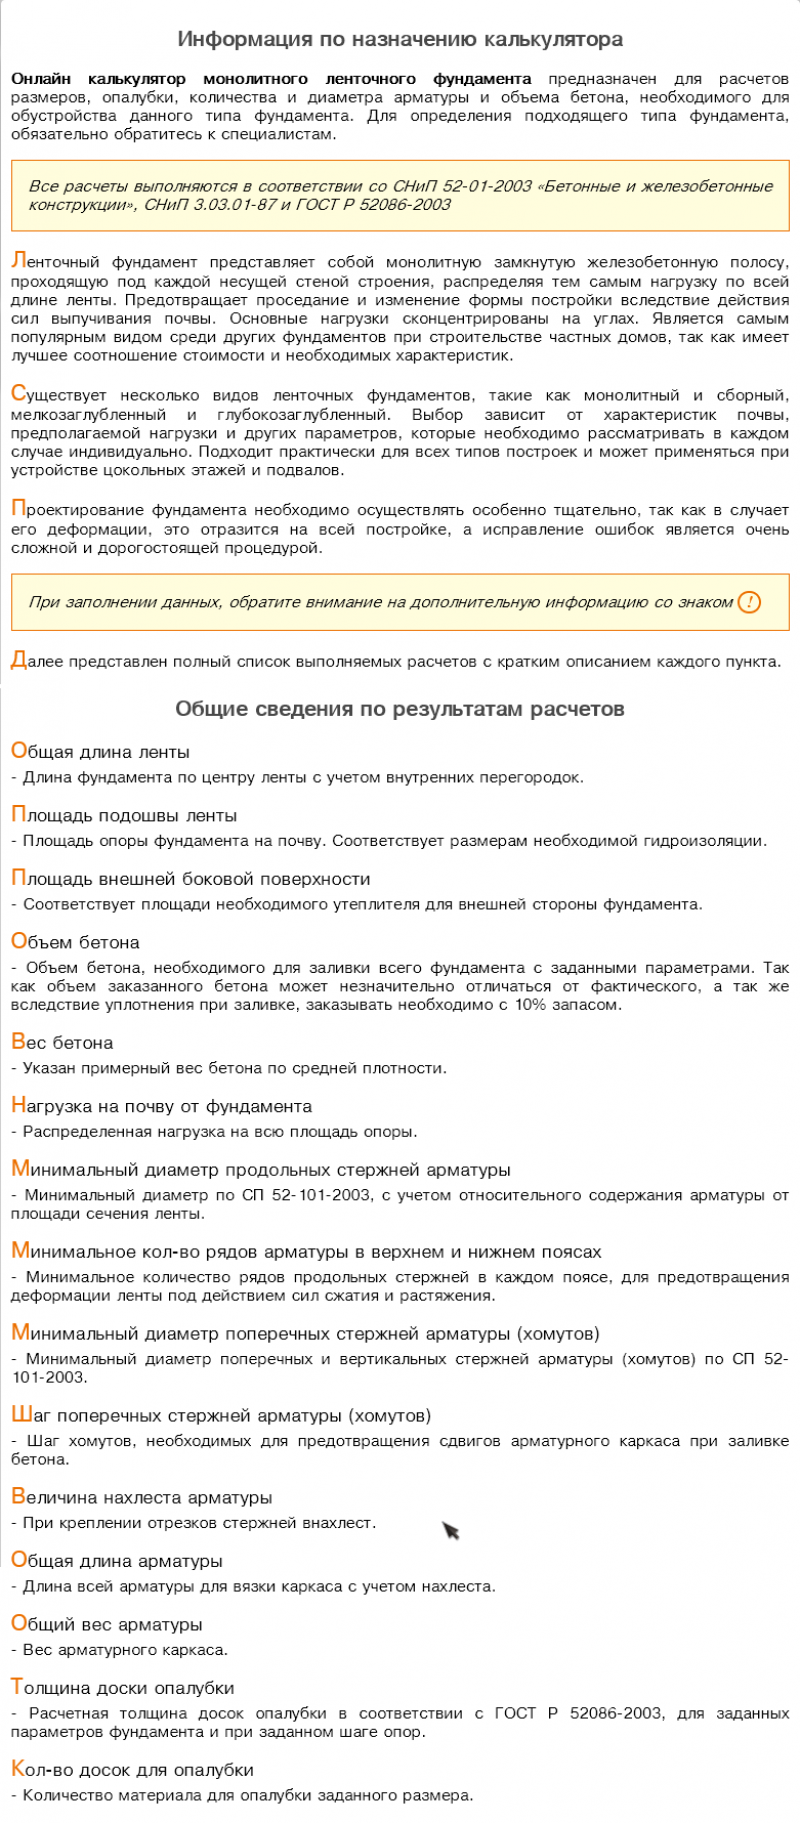 Информация по назначению калькулятора
Онлайн калькулятор монолитного ленточного фундамента предназначен для расчетов
размеров, опалубки, количества и диаметра арматуры и объема бетона, необходимого для
обустройства данного типа фундамента. Для определения подходящего типа фундамента,
обязательно обратитесь к специалистам.
Все расчеты выполняются в соответствии со СНиП 52-01-2003 «Бетонные и железобетонные
конструкции», СНиП 3.03.01-87 и ГОСТ Р 52086-2003
Ленточный фундамент представляет собой монолитную замкнутую железобетонную полосу,
проходящую под каждой несущей стеной строения, распределяя тем самым нагрузку по всей
длине ленты. Предотвращает проседание и изменение формы постройки вследствие действия
сил выпучивания почвы. Основные нагрузки сконцентрированы на углах. Является самым
популярным видом среди других фундаментов при строительстве частных домов, так как имеет
лучшее соотношение стоимости и необходимых характеристик.
Существует несколько видов ленточных фундаментов, такие как монолитный и сборный,
мелкозаглубленный и глубокозаглубленный. Выбор зависит от характеристик почвы,
предполагаемой нагрузки и других параметров, которые необходимо рассматривать в каждом
случае индивидуально. Подходит практически для всех типов построек и может применяться при
устройстве цокольных этажей и подвалов.
Проектирование фундамента необходимо осуществлять особенно тщательно, так как в случает
его деформации, это отразится на всей постройке, а исправление ошибок является очень
сложной и дорогостоящей процедурой.
При заполнении данных, обратите внимание на дополнительную информацию со знаком !
Далее представлен полный список выполняемых расчетов с кратким описанием каждого пункта.
Общие сведения по результатам расчетов
Общая длина ленты
- Длина фундамента по центру ленты с учетом внутренних перегородок.
Площадь подошвы ленты
- Площадь опоры фундамента на почву. Соответствует размерам необходимой гидроизоляции.
Площадь внешней боковой поверхности
- Соответствует площади необходимого утеплителя для внешней стороны фундамента.
Объем бетона
- Объем бетона, необходимого для заливки всего фундамента с заданными параметрами. Так
как объем заказанного бетона может незначительно отличаться от фактического, а так же
вследствие уплотнения при заливке, заказывать необходимо с 10% запасом.
Вес бетона
- Указан примерный вес бетона по средней плотности.
Нагрузка на почву от фундамента
- Распределенная нагрузка на всю площадь опоры.
Минимальный диаметр продольных стержней арматуры
- Минимальный диаметр по СП 52-101-2003, с учетом относительного содержания арматуры от
площади сечения ленты.
Минимальное кол-во рядов арматуры в верхнем и нижнем поясах
- Минимальное количество рядов продольных стержней в каждом поясе, для предотвращения
деформации ленты под действием сил сжатия и растяжения.
Минимальный диаметр поперечных стержней арматуры (хомутов)
- Минимальный диаметр поперечных и вертикальных стержней арматуры (хомутов) по СП 52-
101-2003.
Шаг поперечных стержней арматуры (хомутов)
- Шаг хомутов, необходимых для предотвращения сдвигов арматурного каркаса при заливке
бетона.
Величина нахлеста арматуры
- При креплении отрезков стержней внахлест.
Общая длина арматуры
- Длина всей арматуры для вязки каркаса с учетом нахлеста.
Общий вес арматуры
- Вес арматурного каркаса.
Толщина доски опалубки
- Расчетная толщина досок опалубки в соответствии с ГОСТ Р 52086-2003, для заданных
параметров фундамента и при заданном шаге опор.
Кол-во досок для опалубки
- Количество материала для опалубки заданного размера.